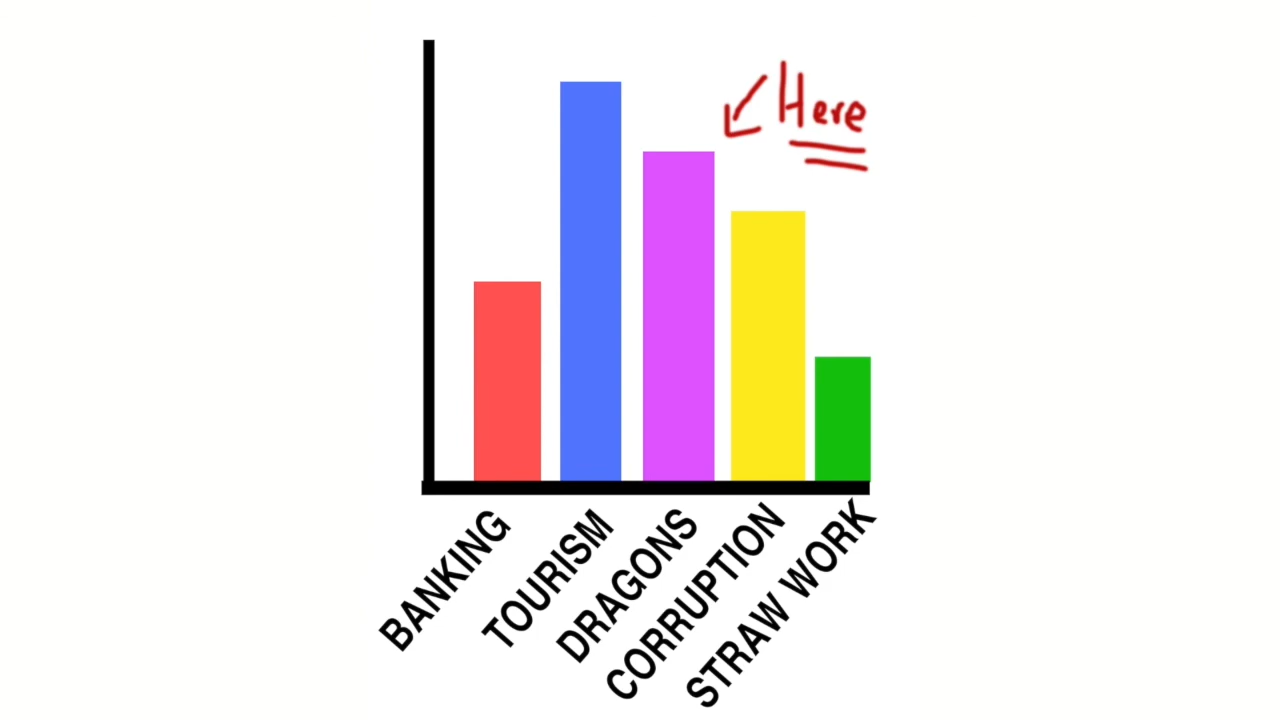 Here
BANKING
TOURISM
DRAGONS
CORRUPTION
STRAW WORK